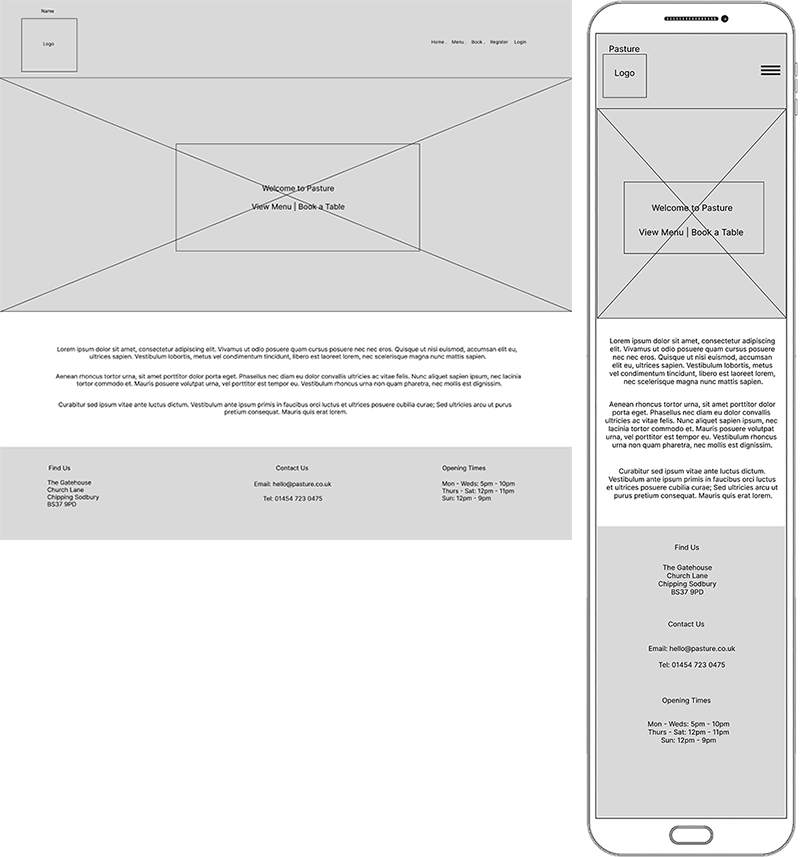 Name
Logo
Home . Menu . Book . Register Login
Welcome to Pasture
View Menu | Book a Table
Lorem ipsum dolor sit amet, consectetur adipiscing elit. Vivamus ut odio posuere quam cursus posuere nec nec eros. Quisque ut nisi euismod, accumsan elit eu,
ultrices sapien. Vestibulum lobortis, metus vel condimentum tincidunt, libero est laoreet lorem, nec scelerisque magna nunc mattis sapien.
Aenean rhoncus tortor urna, sit amet porttitor dolor porta eget. Phasellus nec diam eu dolor convallis ultricies ac vitae felis. Nunc aliquet sapien ipsum, nec lacinia
tortor commodo et. Mauris posuere volutpat urna, vel porttitor est tempor eu. Vestibulum rhoncus urna non quam pharetra, nec mollis est dignissim.
Curabitur sed ipsum vitae ante luctus dictum. Vestibulum ante ipsum primis in faucibus orci luctus et ultrices posuere cubilia curae; Sed ultricies arcu ut purus
pretium consequat. Mauris quis erat lorem.
Find Us
The Gatehouse
Church Lane
Chipping Sodbury
BS37 9PD
Contact Us
Email: hello@pasture.co.uk
Tel: 01454 723 0475
Opening Times
Mon - Weds: 5pm - 10pm
Thurs - Sat: 12pm - 11pm
Sun: 12pm - 9pm
Pasture
Logo
Welcome to Pasture
View Menu | Book a Table
Lorem ipsum dolor sit amet, consectetur adipiscing
elit. Vivamus ut odio posuere quam cursus posuere
nec nec eros. Quisque ut nisi euismod, accumsan
elit eu, ultrices sapien. Vestibulum lobortis, metus
vel condimentum tincidunt, libero est laoreet lorem,
nec scelerisque magna nunc mattis sapien.
Aenean rhoncus tortor urna, sit amet porttitor dolor
porta eget. Phasellus nec diam eu dolor convallis
ultricies ac vitae felis. Nunc aliquet sapien ipsum, nec
lacinia tortor commodo et. Mauris posuere volutpat
urna, vel porttitor est tempor eu. Vestibulum rhoncus
urna non quam pharetra, nec mollis est dignissim.
Curabitur sed ipsum vitae ante luctus dictum.
Vestibulum ante ipsum primis in faucibus orci luctus
et ultrices posuere cubilia curae; Sed ultricies arcu ut
purus pretium consequat. Mauris quis erat lorem.
Find Us
The Gatehouse
Church Lane
Chipping Sodbury
BS37 9PD
Contact Us
Email: hello@pasture.co.uk
Tel: 01454 723 0475
Opening Times
Mon - Weds: 5pm - 10pm
Thurs - Sat: 12pm - 11pm
Sun: 12pm - 9pm